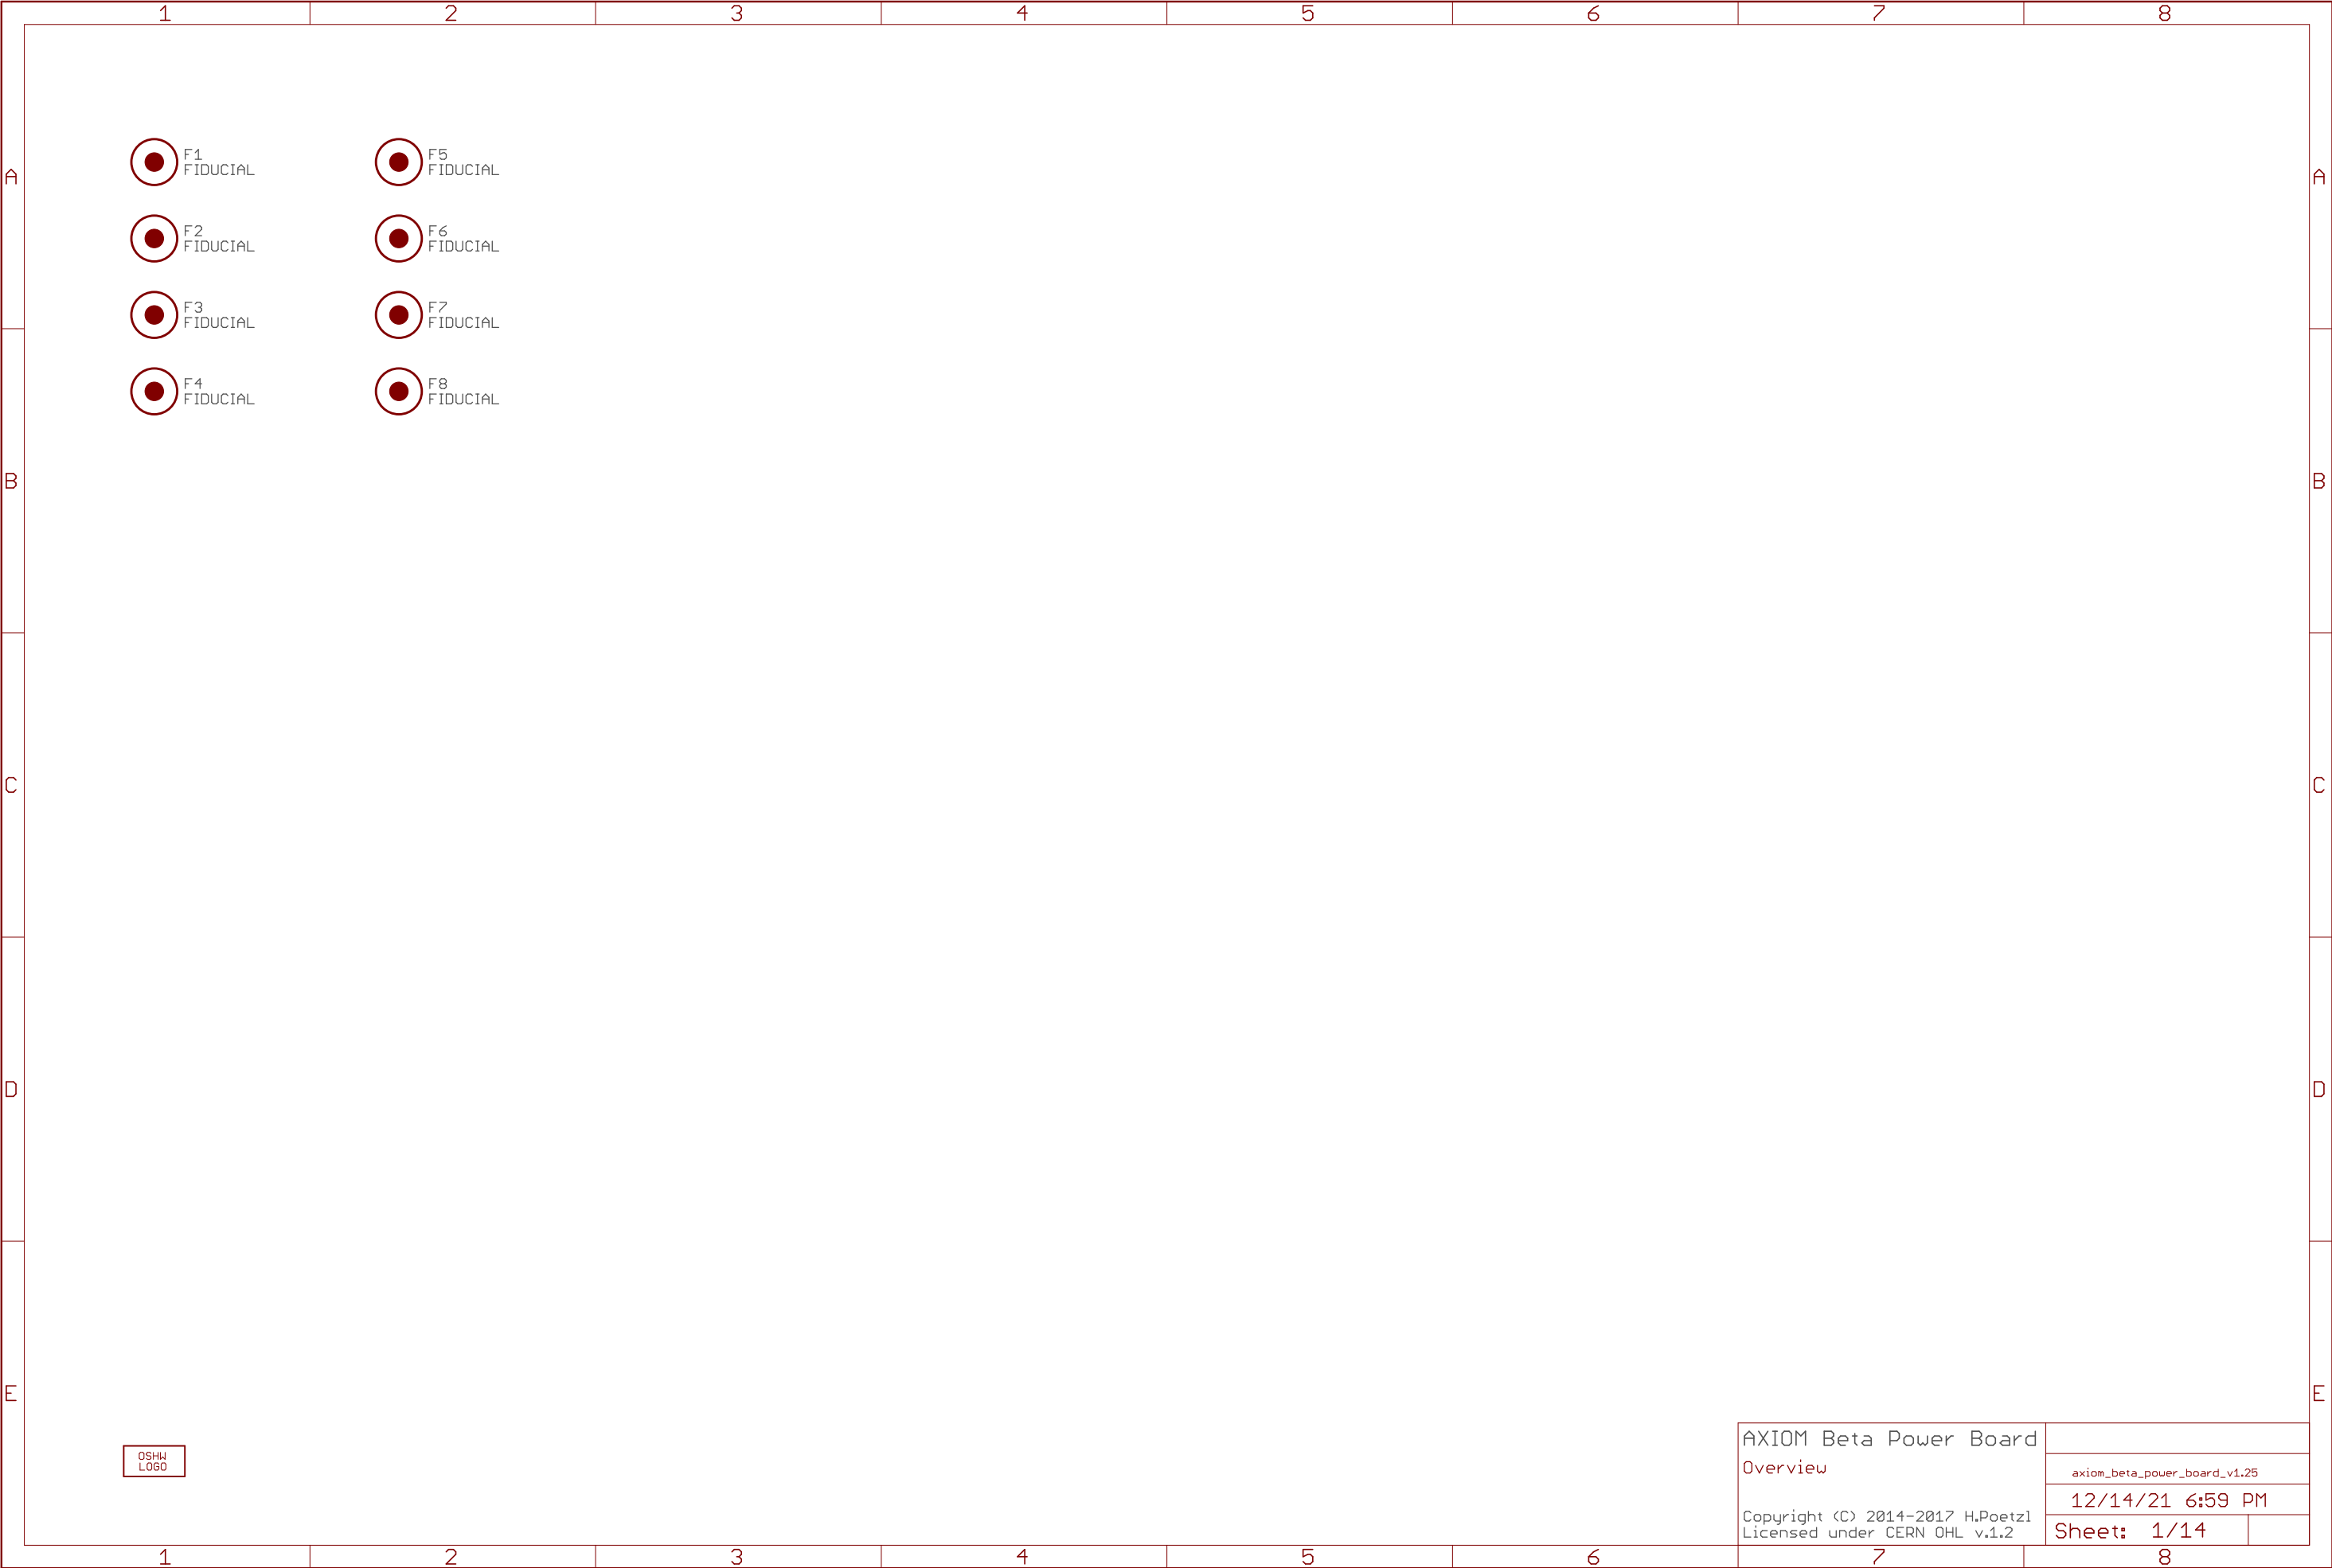 1 2 3 4 5 6 7 8
F1
FIDUCIAL
F5
FIDUCIAL
A A
F2
FIDUCIAL
F6
FIDUCIAL
F3
FIDUCIAL
F7
FIDUCIAL
F4
FIDUCIAL
F8
FIDUCIAL
B B
C C
D D
E E
OSHW
LOGO
AXIOM Beta Power Board
Overview
Copyright (C) 2014-2017 H.Poetzl
Licensed under CERN OHL v.1.2
axiom_beta_power_board_v1.25
12/14/21 6:59 PM
Sheet: 1/14
1 2 3 4 5 6 7 8